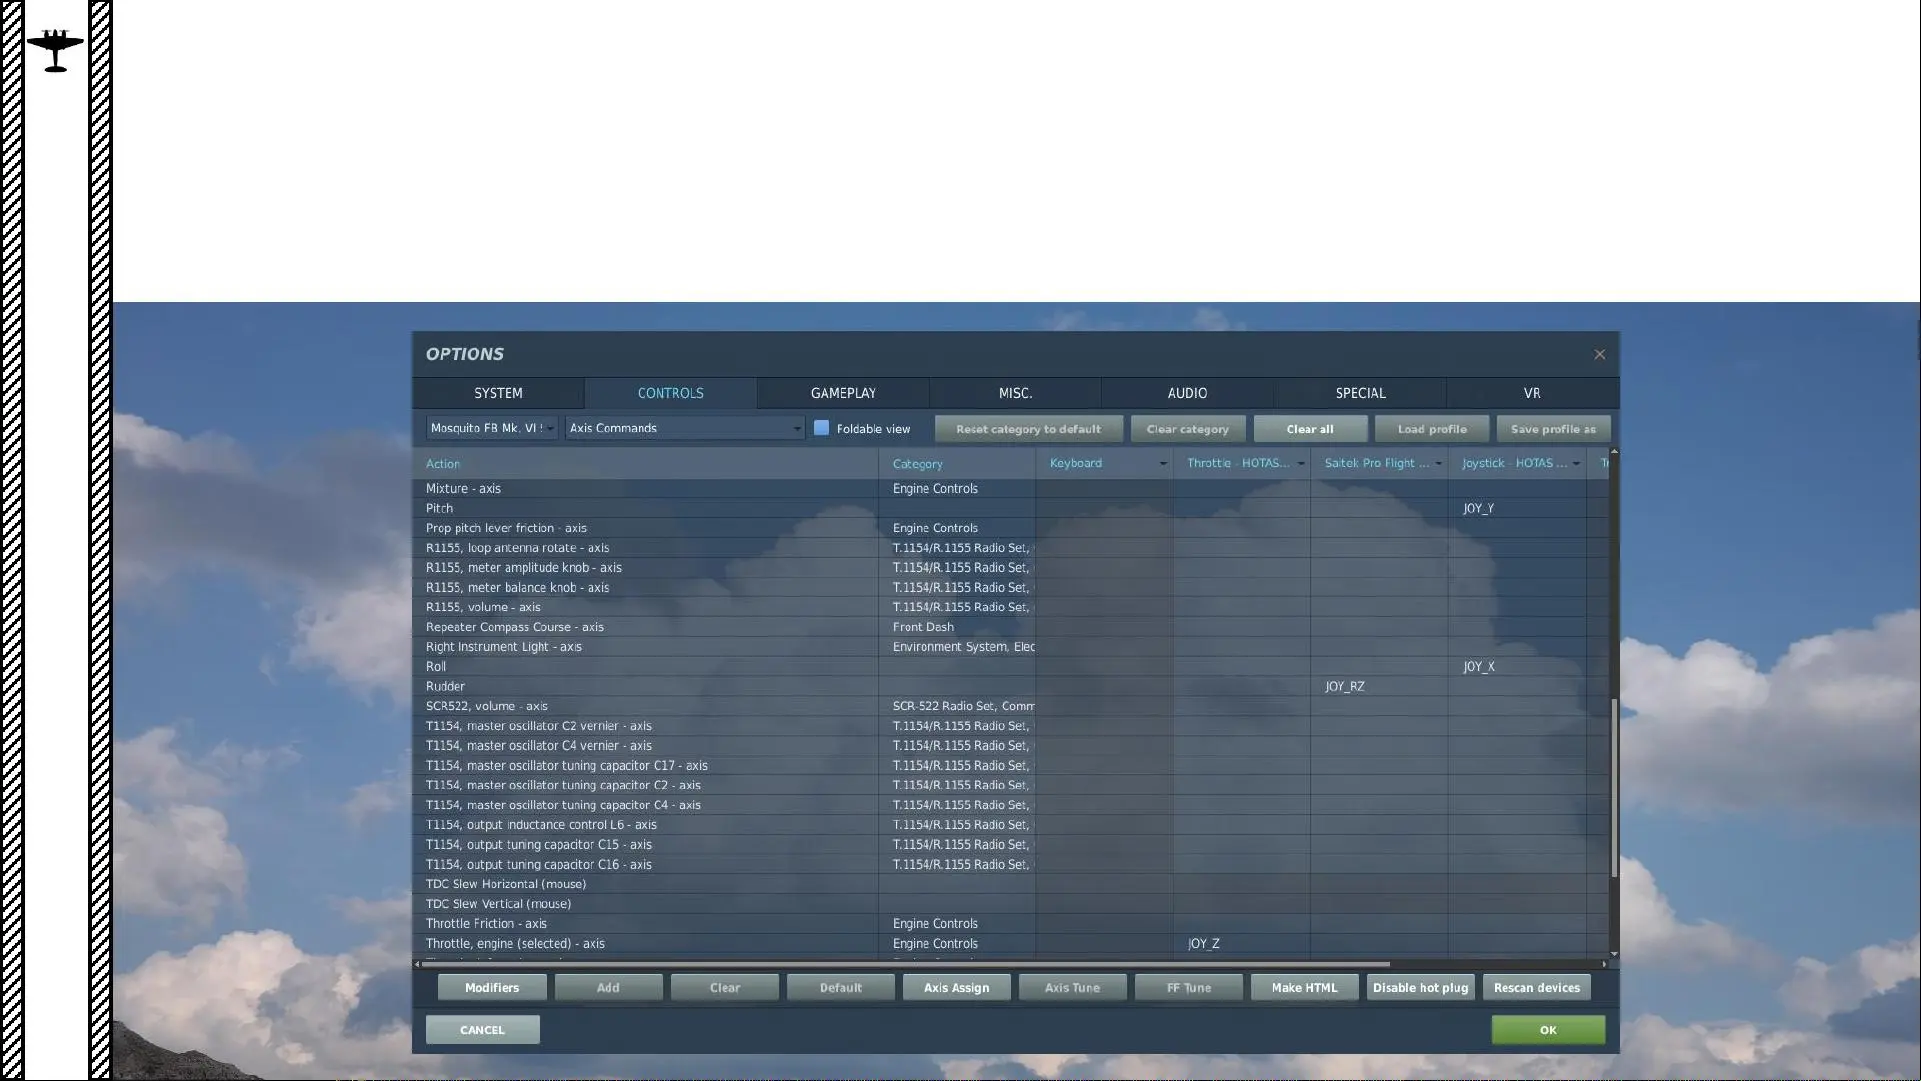 OPTIONS
SYSTEM CONTROLS GAMEPLAY MISC. AUDIO SPECIAL VR
Mosquito FB Mk. VI Axis Commands Foldable view Reset category to default Clear category Clear all Load profile Save profile as
Action Category Keyboard Throttle - HOTAS... Saitek Pro Flight ... Joystick - HOTAS ...
Mixture - axis Engine Controls
Pitch JOY_Y
Prop pitch lever friction - axis Engine Controls
R1155, loop antenna rotate - axis T.1154/R.1155 Radio Set,
R1155, meter amplitude knob - axis T.1154/R.1155 Radio Set,
R1155, meter balance knob - axis T.1154/R.1155 Radio Set,
R1155, volume - axis T.1154/R.1155 Radio Set,
Repeater Compass Course - axis Front Dash
Right Instrument Light - axis Environment System, Elec
Roll JOY_X
Rudder JOY_RZ
SCR522, volume - axis SCR-522 Radio Set, Comm
T1154, master oscillator C2 vernier - axis T.1154/R.1155 Radio Set,
T1154, master oscillator C4 vernier - axis T.1154/R.1155 Radio Set,
T1154, master oscillator tuning capacitor C17 - axis T.1154/R.1155 Radio Set,
T1154, master oscillator tuning capacitor C2 - axis T.1154/R.1155 Radio Set,
T1154, master oscillator tuning capacitor C4 - axis T.1154/R.1155 Radio Set,
T1154, output inductance control L6 - axis T.1154/R.1155 Radio Set,
T1154, output tuning capacitor C15 - axis T.1154/R.1155 Radio Set,
T1154, output tuning capacitor C16 - axis T.1154/R.1155 Radio Set,
TDC Slew Horizontal (mouse)
TDC Slew Vertical (mouse)
Throttle Friction - axis Engine Controls
Throttle, engine (selected) - axis Engine Controls JOY_Z
Modifiers Add Clear Default Axis Assign Axis Tune FF Tune Make HTML Disable hot plug Rescan devices
CANCEL OK